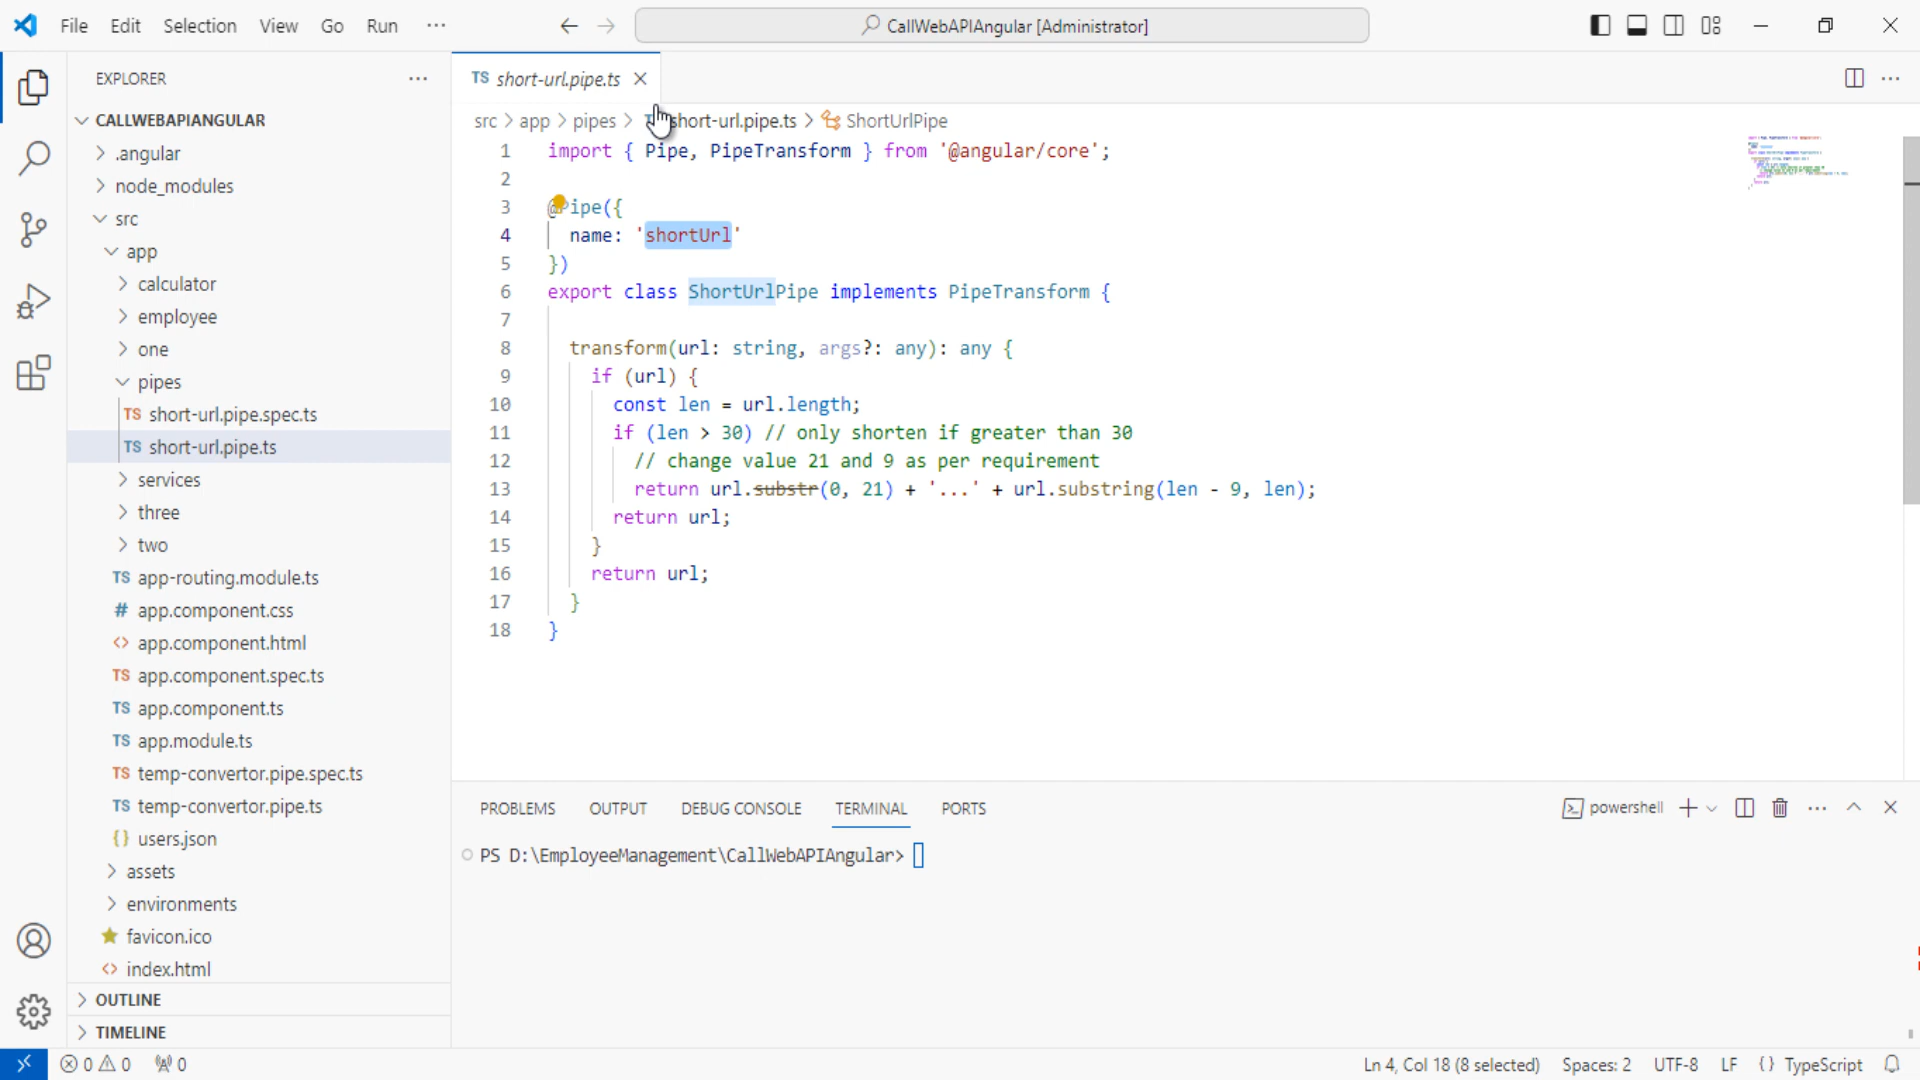 File Edit Selection View Go Run ··· CallWebAPIAngular [Administrator]
EXPLORER ···
CALLWEBAPIANGULAR
.angular
node_modules
src
app
calculator
employee
one
pipes
TS short-url.pipe.spec.ts
TS short-url.pipe.ts
services
three
two
TS app-routing.module.ts
# app.component.css
<> app.component.html
TS app.component.spec.ts
TS app.component.ts
TS app.module.ts
TS temp-convertor.pipe.spec.ts
TS temp-convertor.pipe.ts
{} users.json
assets
environments
favicon.ico
<> index.html
OUTLINE
TIMELINE
TS short-url.pipe.ts
src > app > pipes > short-url.pipe.ts > ShortUrlPipe
1 import { Pipe, PipeTransform } from '@angular/core';
2
3 @Pipe({
4 name: 'shortUrl'
5 })
6 export class ShortUrlPipe implements PipeTransform {
7
8 transform(url: string, args?: any): any {
9 if (url) {
10 const len = url.length;
11 if (len > 30) // only shorten if greater than 30
12 // change value 21 and 9 as per requirement
13 return url.substr(0, 21) + '...' + url.substring(len - 9, len);
14 return url;
15 }
16 return url;
17 }
18 }
PROBLEMS OUTPUT DEBUG CONSOLE TERMINAL PORTS powershell
PS D:\EmployeeManagement\CallWebAPIAngular>
0 0 0 Ln 4, Col 18 (8 selected) Spaces: 2 UTF-8 LF {} TypeScript